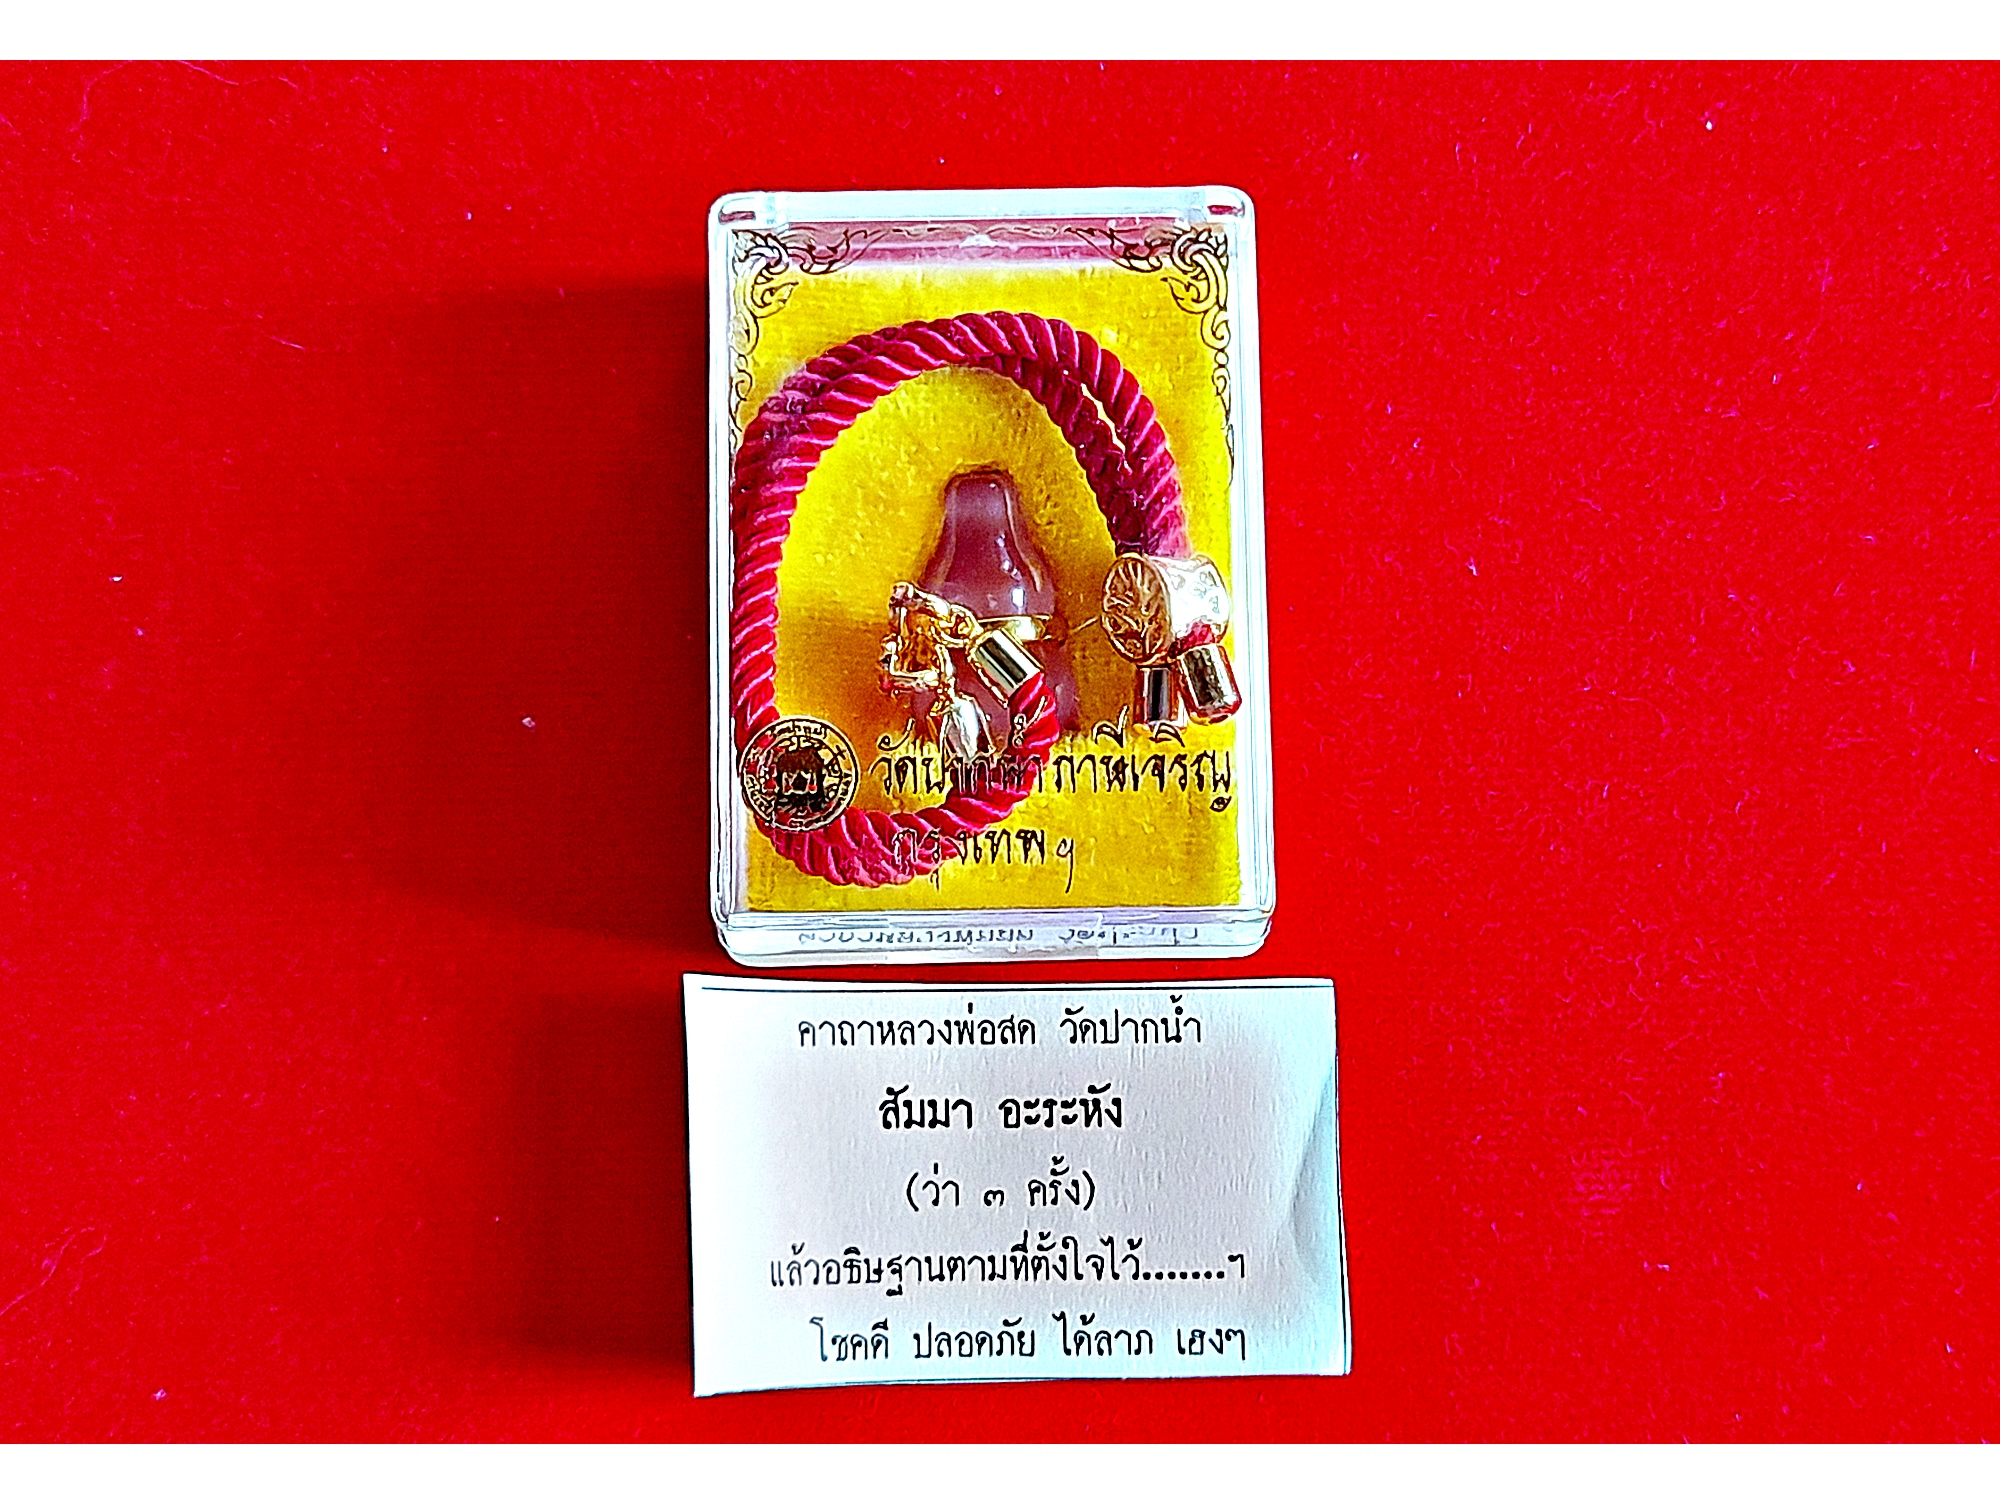 วัดปากน้ำ ภาษีเจริญ
กรุงเทพฯ
คาถาหลวงพ่อสด วัดปากน้ำ
สัมมา อะระหัง
(ว่า ๓ ครั้ง)
แล้วอธิษฐานตามที่ตั้งใจไว้.......ฯ
โชคดี ปลอดภัย ได้ลาภ เฮงๆ